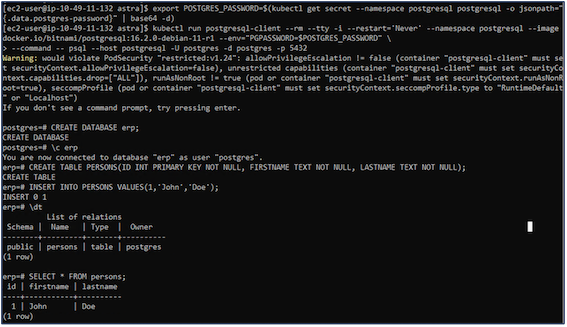 [ec2-user@ip-10-49-11-132 astra]$ export POSTGRES_PASSWORD=$(kubectl get secret --namespace postgresql postgresql -o jsonpath="
{.data.postgres-password}" | base64 -d)
[ec2-user@ip-10-49-11-132 astra]$ kubectl run postgresql-client --rm --tty -i --restart='Never' --namespace postgresql --image
docker.io/bitnami/postgresql:16.2.0-debian-11-r1 --env="PGPASSWORD=$POSTGRES_PASSWORD" \
> --command -- psql --host postgresql -U postgres -d postgres -p 5432
Warning: would violate PodSecurity "restricted:v1.24": allowPrivilegeEscalation != false (container "postgresql-client" must se
t securityContext.allowPrivilegeEscalation=false), unrestricted capabilities (container "postgresql-client" must set securityCo
ntext.capabilities.drop=["ALL"]), runAsNonRoot != true (pod or container "postgresql-client" must set securityContext.runAsNonR
oot=true), seccompProfile (pod or container "postgresql-client" must set securityContext.seccompProfile.type to "RuntimeDefault
" or "Localhost")
If you don't see a command prompt, try pressing enter.
postgres=# CREATE DATABASE erp;
CREATE DATABASE
postgres=# \c erp
You are now connected to database "erp" as user "postgres".
erp=# CREATE TABLE PERSONS(ID INT PRIMARY KEY NOT NULL, FIRSTNAME TEXT NOT NULL, LASTNAME TEXT NOT NULL);
CREATE TABLE
erp=# INSERT INTO PERSONS VALUES(1,'John','Doe');
INSERT 0 1
erp=# \dt
List of relations
Schema | Name | Type | Owner
--------+---------+-------+----------
public | persons | table | postgres
(1 row)
erp=# SELECT * FROM persons;
id | firstname | lastname
----+-----------+----------
1 | John | Doe
(1 row)